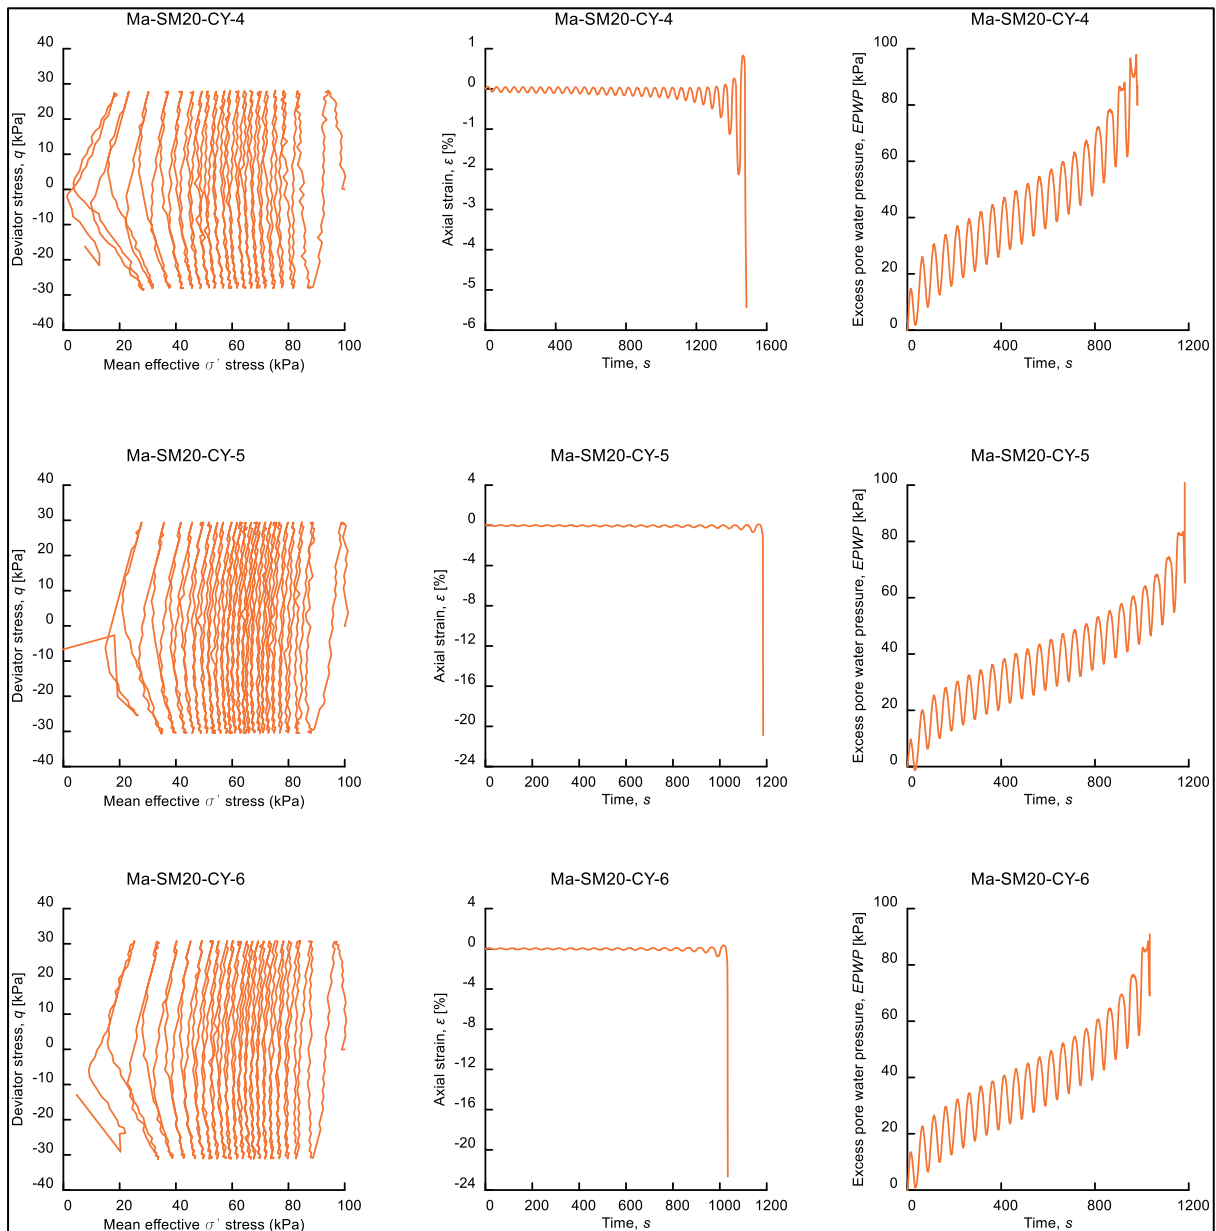 Ma-SM20-CY-4
40
30
20
10
0
-10
-20
-30
-40
Deviator stress, q [kPa]
0 20 40 60 80 100
Mean effective σ' stress (kPa)
Ma-SM20-CY-4
1
0
-1
-2
-3
-4
-5
-6
Axial strain, ε [%]
0 400 800 1200 1600
Time, s
Ma-SM20-CY-4
100
80
60
40
20
0
Excess pore water pressure, EPWP [kPa]
0 400 800 1200
Time, s
Ma-SM20-CY-5
40
30
20
10
0
-10
-20
-30
-40
Deviator stress, q [kPa]
0 20 40 60 80 100
Mean effective σ' stress (kPa)
Ma-SM20-CY-5
4
0
-4
-8
-12
-16
-20
-24
Axial strain, ε [%]
0 200 400 600 800 1000 1200
Time, s
Ma-SM20-CY-5
100
80
60
40
20
0
Excess pore water pressure, EPWP [kPa]
0 400 800 1200
Time, s
Ma-SM20-CY-6
40
30
20
10
0
-10
-20
-30
-40
Deviator stress, q [kPa]
0 20 40 60 80 100
Mean effective σ' stress (kPa)
Ma-SM20-CY-6
4
0
-4
-8
-12
-16
-20
-24
Axial strain, ε [%]
0 200 400 600 800 1000 1200
Time, s
Ma-SM20-CY-6
100
80
60
40
20
0
Excess pore water pressure, EPWP [kPa]
0 400 800 1200
Time, s